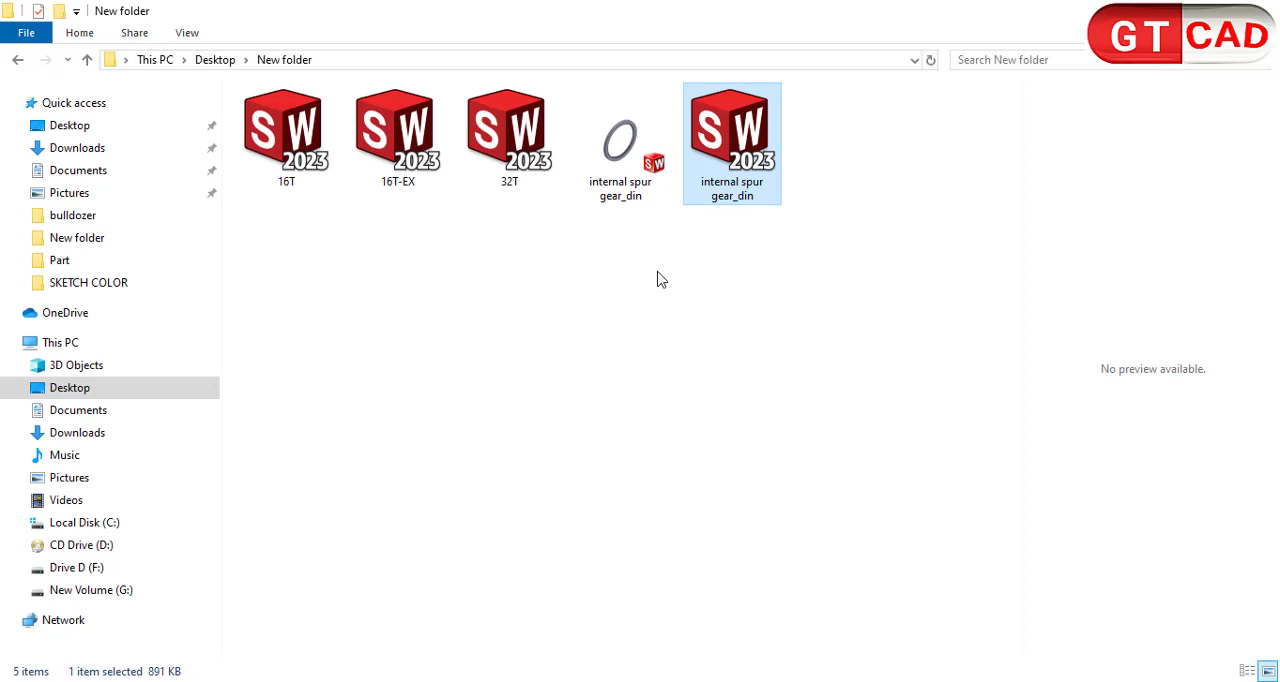 New folder
GT CAD
File Home Share View
This PC Desktop New folder
Search New folder
Quick access
Desktop
Downloads
Documents
Pictures
bulldozer
New folder
Part
SKETCH COLOR
OneDrive
This PC
3D Objects
Desktop
Documents
Downloads
Music
Pictures
Videos
Local Disk (C:)
CD Drive (D:)
Drive D (F:)
New Volume (G:)
Network
SW 2023
16T
SW 2023
16T-EX
SW 2023
32T
SW
internal spur
gear_din
SW 2023
internal spur
gear_din
No preview available.
5 items 1 item selected 891 KB